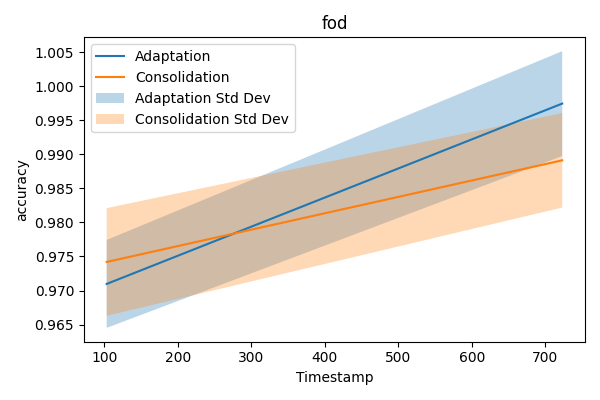 fod
1.005
1.000
0.995
0.990
0.985
0.980
0.975
0.970
0.965
accuracy
Adaptation
Consolidation
Adaptation Std Dev
Consolidation Std Dev
100 200 300 400 500 600 700
Timestamp